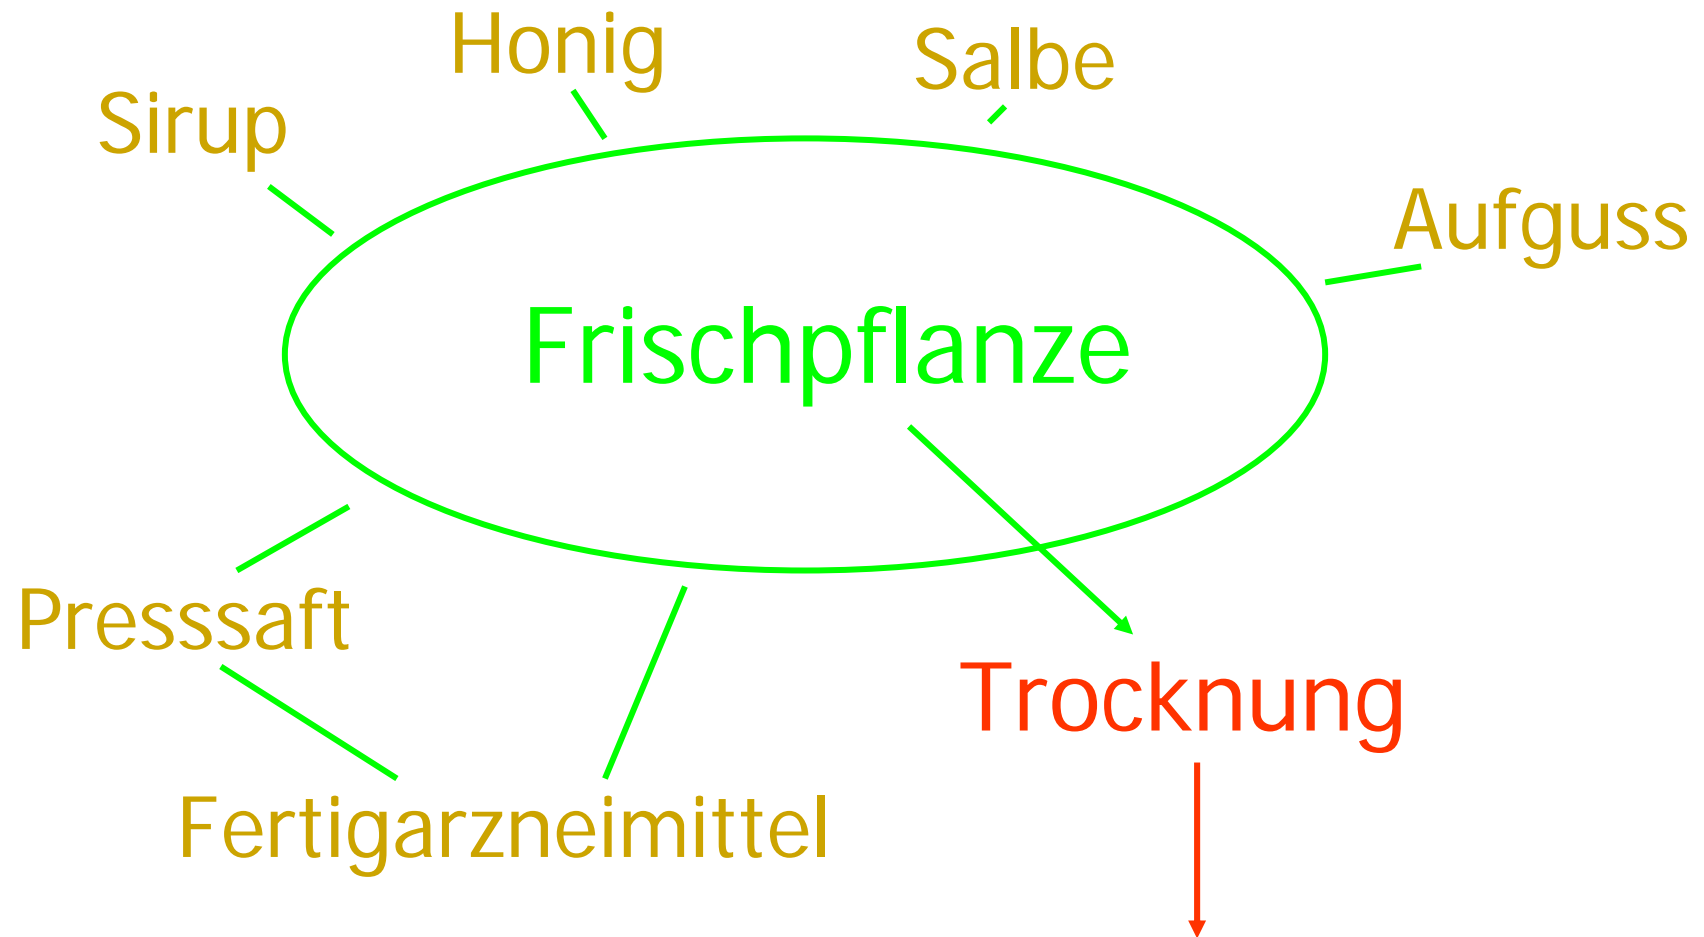 Honig
Salbe
Sirup
Aufguss
Frischpflanze
Presssaft
Trocknung
Fertigarzneimittel